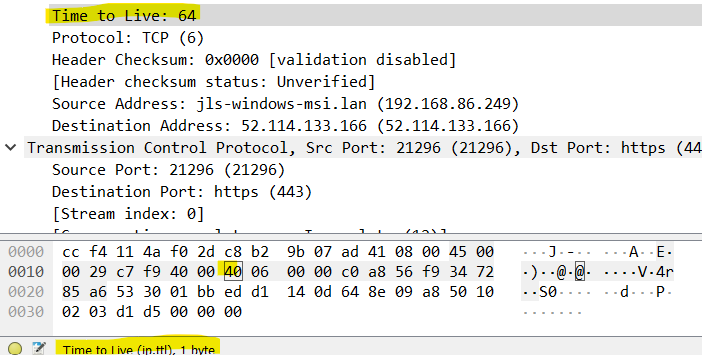 Time to Live: 64
Protocol: TCP (6)
Header Checksum: 0x0000 [validation disabled]
[Header checksum status: Unverified]
Source Address: jls-windows-msi.lan (192.168.86.249)
Destination Address: 52.114.133.166 (52.114.133.166)
Transmission Control Protocol, Src Port: 21296 (21296), Dst Port: https (44
Source Port: 21296 (21296)
Destination Port: https (443)
[Stream index: 0]
0000 cc f4 11 4a f0 2d c8 b2 9b 07 ad 41 08 00 45 00 ···J·-·· ···A··E·
0010 00 29 c7 f9 40 00 40 06 00 00 c0 a8 56 f9 34 72 ·)··@·@· ····V·4r
0020 85 a6 53 30 01 bb ed d1 14 0d 64 8e 09 a8 50 10 ··S0···· ··d···P·
0030 02 03 d1 d5 00 00 00 ·······
Time to Live (ip.ttl), 1 byte